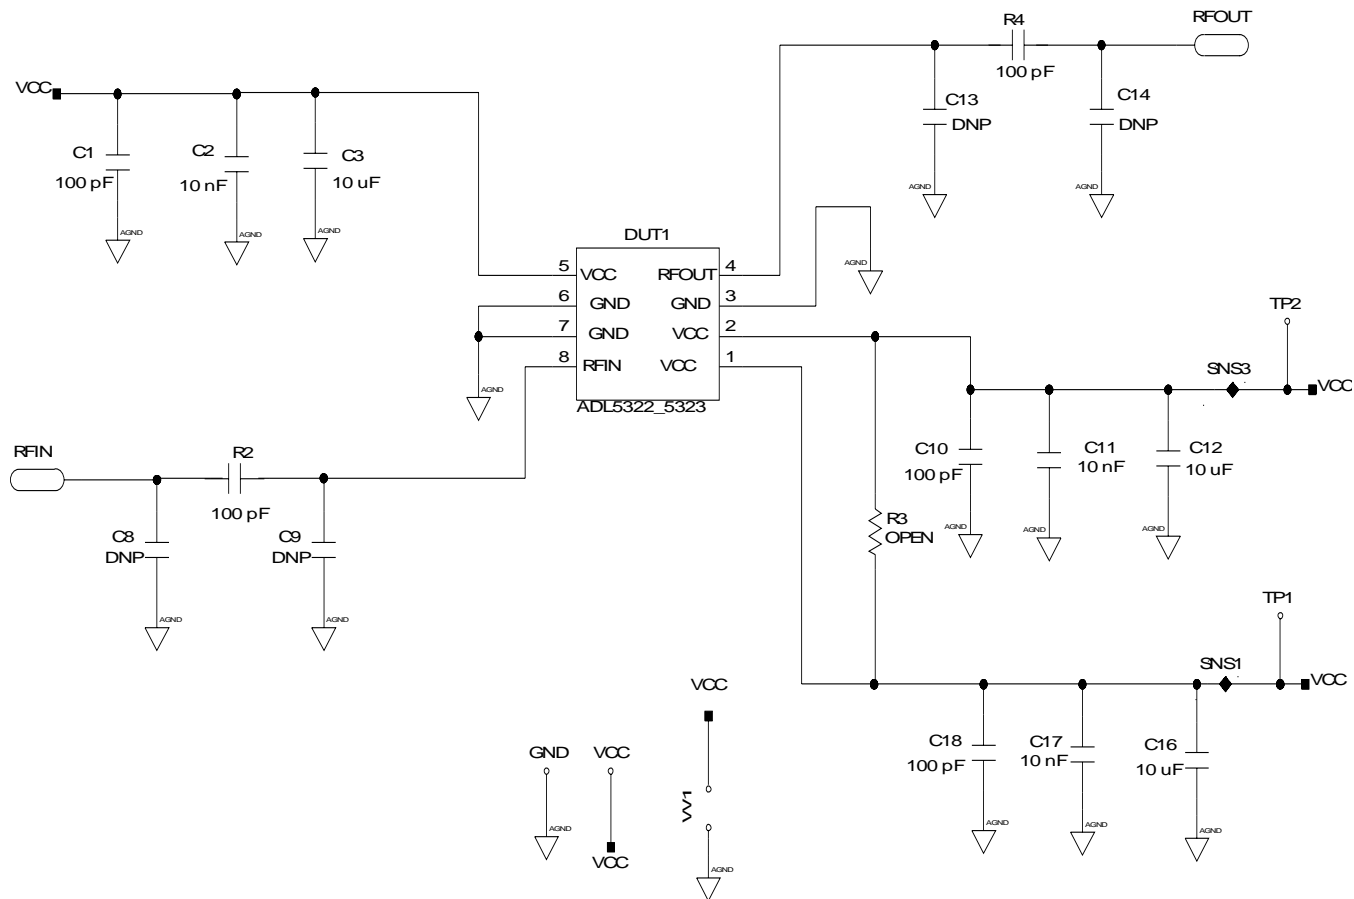 R4
RFOUT
100 pF
C13
DNP
C14
DNP
AGND
AGND
VCC
C1
100 pF
C2
10 nF
C3
10 uF
AGND
AGND
AGND
DUT1
5
VCC
RFOUT
4
6
GND
GND
3
7
GND
VCC
2
8
RFIN
VCC
1
ADL5322_5323
AGND
AGND
TP2
SNS3
VCC
C10
100 pF
C11
10 nF
C12
10 uF
AGND
AGND
AGND
RFIN
R2
100 pF
C8
DNP
C9
DNP
AGND
AGND
R3
OPEN
TP1
SNS1
VCC
C18
100 pF
C17
10 nF
C16
10 uF
AGND
AGND
AGND
GND
AGND
VCC
VCC
VCC
W1
AGND